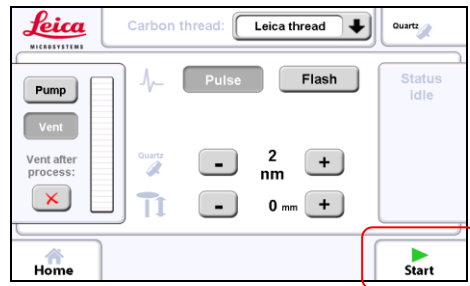 Leica
MICROSYSTEMS
Carbon thread:
Leica thread
Quartz
Pump
Vent
Vent after
process:
Pulse
Flash
Status
idle
Quartz
-
2
nm
+
-
0 mm
+
Home
Start